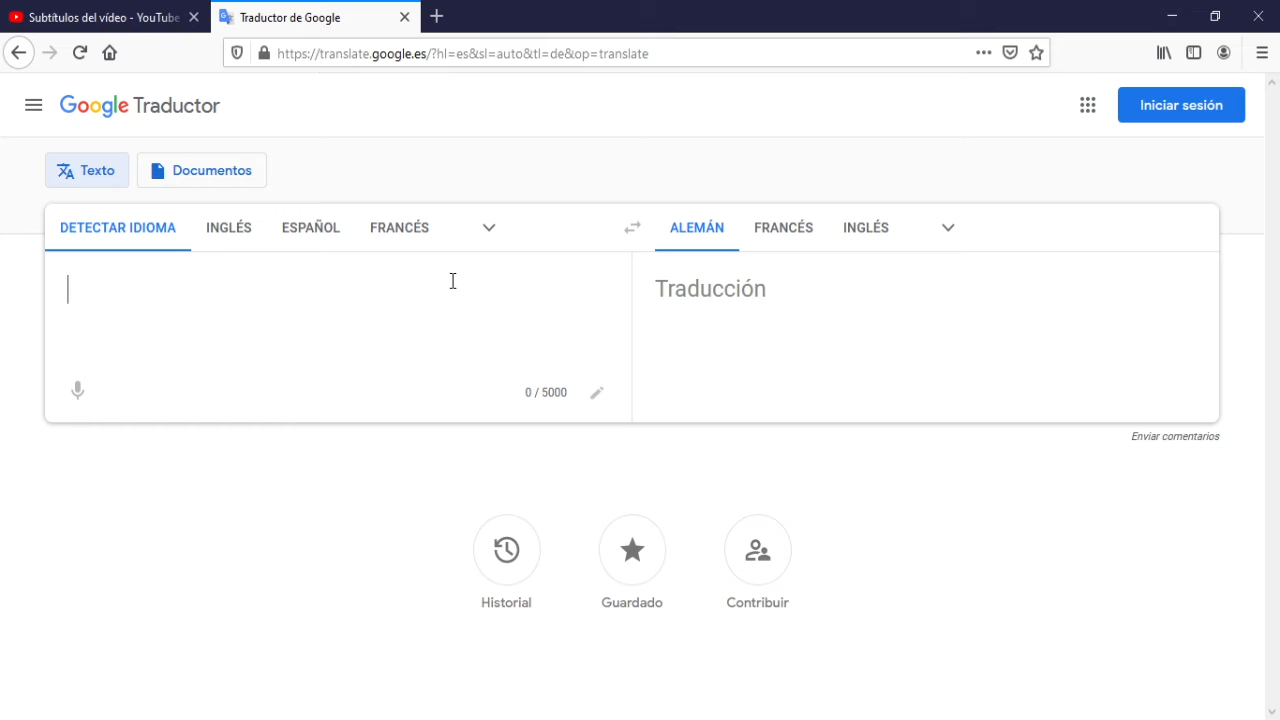 Subtítulos del vídeo - YouTube
Traductor de Google
https://translate.google.es/?hl=es&sl=auto&tl=de&op=translate
Google Traductor
Iniciar sesión
Texto
Documentos
DETECTAR IDIOMA INGLÉS ESPAÑOL FRANCÉS
ALEMÁN FRANCÉS INGLÉS
Traducción
0 / 5000
Enviar comentarios
Historial
Guardado
Contribuir